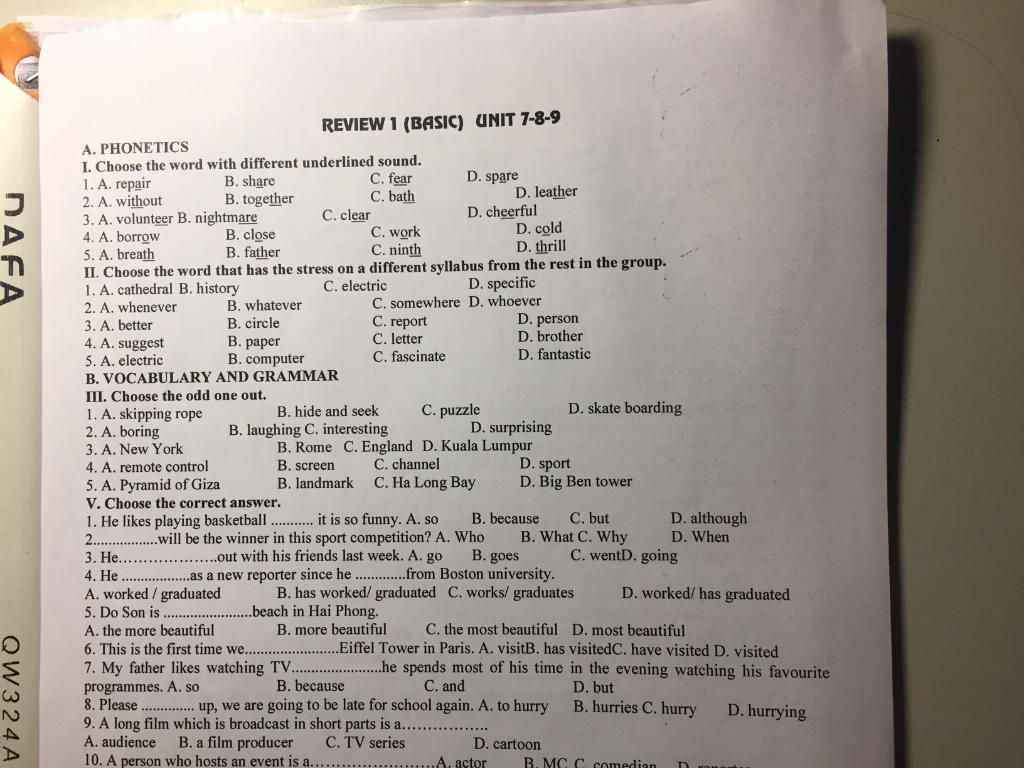 REVIEW 1 (BASIC) UNIT 7-8-9
A. PHONETICS
I. Choose the word with different underlined sound.
1. A. repair B. share C. fear D. spare
2. A. without B. together C. bath D. leather
3. A. volunteer B. nightmare C. clear D. cheerful
4. A. borrow B. close C. work D. cold
5. A. breath B. father C. ninth D. thrill
II. Choose the word that has the stress on a different syllabus from the rest in the group.
1. A. cathedral B. history C. electric D. specific
2. A. whenever B. whatever C. somewhere D. whoever
3. A. better B. circle C. report D. person
4. A. suggest B. paper C. letter D. brother
5. A. electric B. computer C. fascinate D. fantastic
B. VOCABULARY AND GRAMMAR
III. Choose the odd one out.
1. A. skipping rope B. hide and seek C. puzzle D. skate boarding
2. A. boring B. laughing C. interesting D. surprising
3. A. New York B. Rome C. England D. Kuala Lumpur
4. A. remote control B. screen C. channel D. sport
5. A. Pyramid of Giza B. landmark C. Ha Long Bay D. Big Ben tower
V. Choose the correct answer.
1. He likes playing basketball ........... it is so funny. A. so B. because C. but D. although
2..................will be the winner in this sport competition? A. Who B. What C. Why D. When
3. He...................out with his friends last week. A. go B. goes C. wentD. going
4. He ..................as a new reporter since he .............from Boston university.
A. worked / graduated B. has worked/ graduated C. works/ graduates D. worked/ has graduated
5. Do Son is .......................beach in Hai Phong.
A. the more beautiful B. more beautiful C. the most beautiful D. most beautiful
6. This is the first time we.........................Eiffel Tower in Paris. A. visitB. has visitedC. have visited D. visited
7. My father likes watching TV.......................he spends most of his time in the evening watching his favourite
programmes. A. so B. because C. and D. but
8. Please .............. up, we are going to be late for school again. A. to hurry B. hurries C. hurry D. hurrying
9. A long film which is broadcast in short parts is a..................
A. audience B. a film producer C. TV series D. cartoon
10. A person who hosts an event is a.................................A. actor B. MC C. comedian D. reporter
DAFA
QW324A